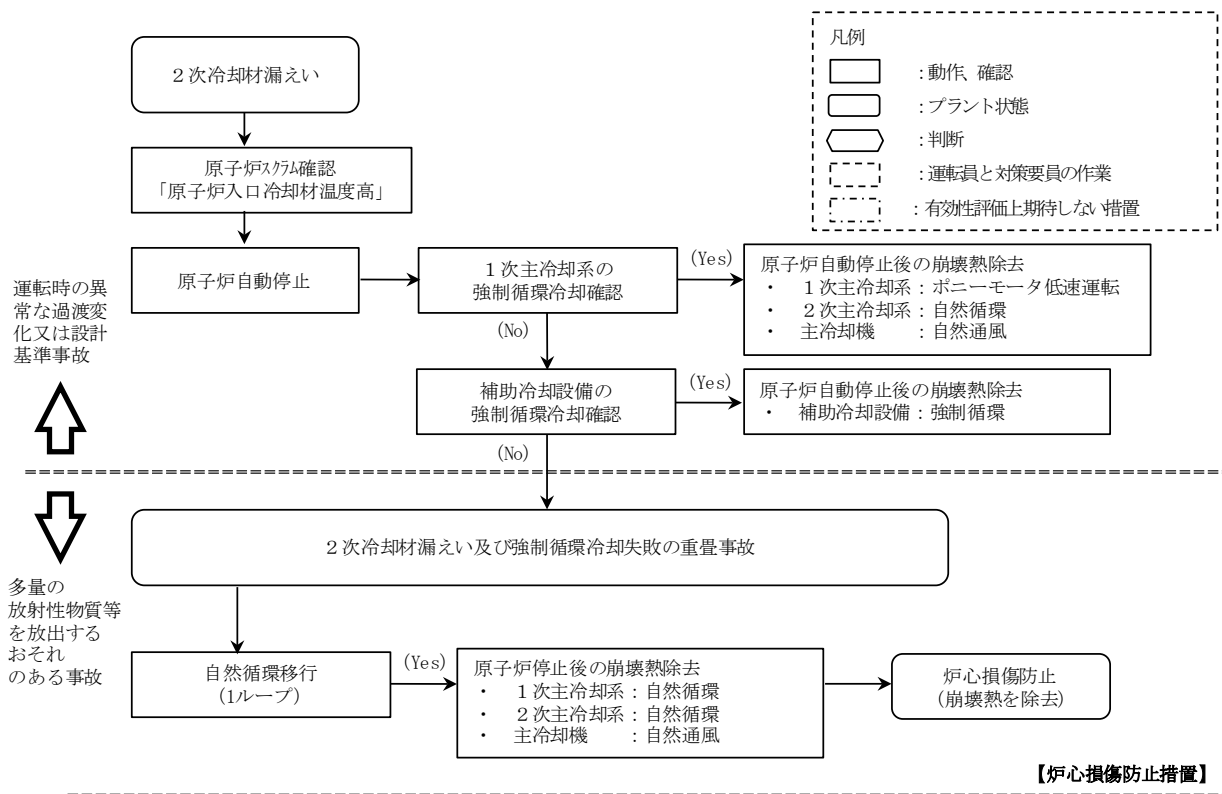 凡例
：動作、確認
：プラント状態
：判断
：運転員と対策要員の作業
：有効性評価上期待しない措置
２次冷却材漏えい
原子炉スクラム確認
「原子炉入口冷却材温度高」
原子炉自動停止
１次主冷却系の
強制循環冷却確認
(Yes)
原子炉自動停止後の崩壊熱除去
・ １次主冷却系：ポニーモータ低速運転
・ ２次主冷却系：自然循環
・ 主冷却機 ：自然通風
(No)
運転時の異
常な過渡変
化又は設計
基準事故
補助冷却設備の
強制循環冷却確認
(Yes)
原子炉自動停止後の崩壊熱除去
・ 補助冷却設備：強制循環
(No)
２次冷却材漏えい及び強制循環冷却失敗の重畳事故
多量の
放射性物質等
を放出する
おそれ
のある事故
自然循環移行
(1ループ)
(Yes)
原子炉停止後の崩壊熱除去
・ １次主冷却系：自然循環
・ ２次主冷却系：自然循環
・ 主冷却機 ：自然通風
炉心損傷防止
(崩壊熱を除去)
【炉心損傷防止措置】